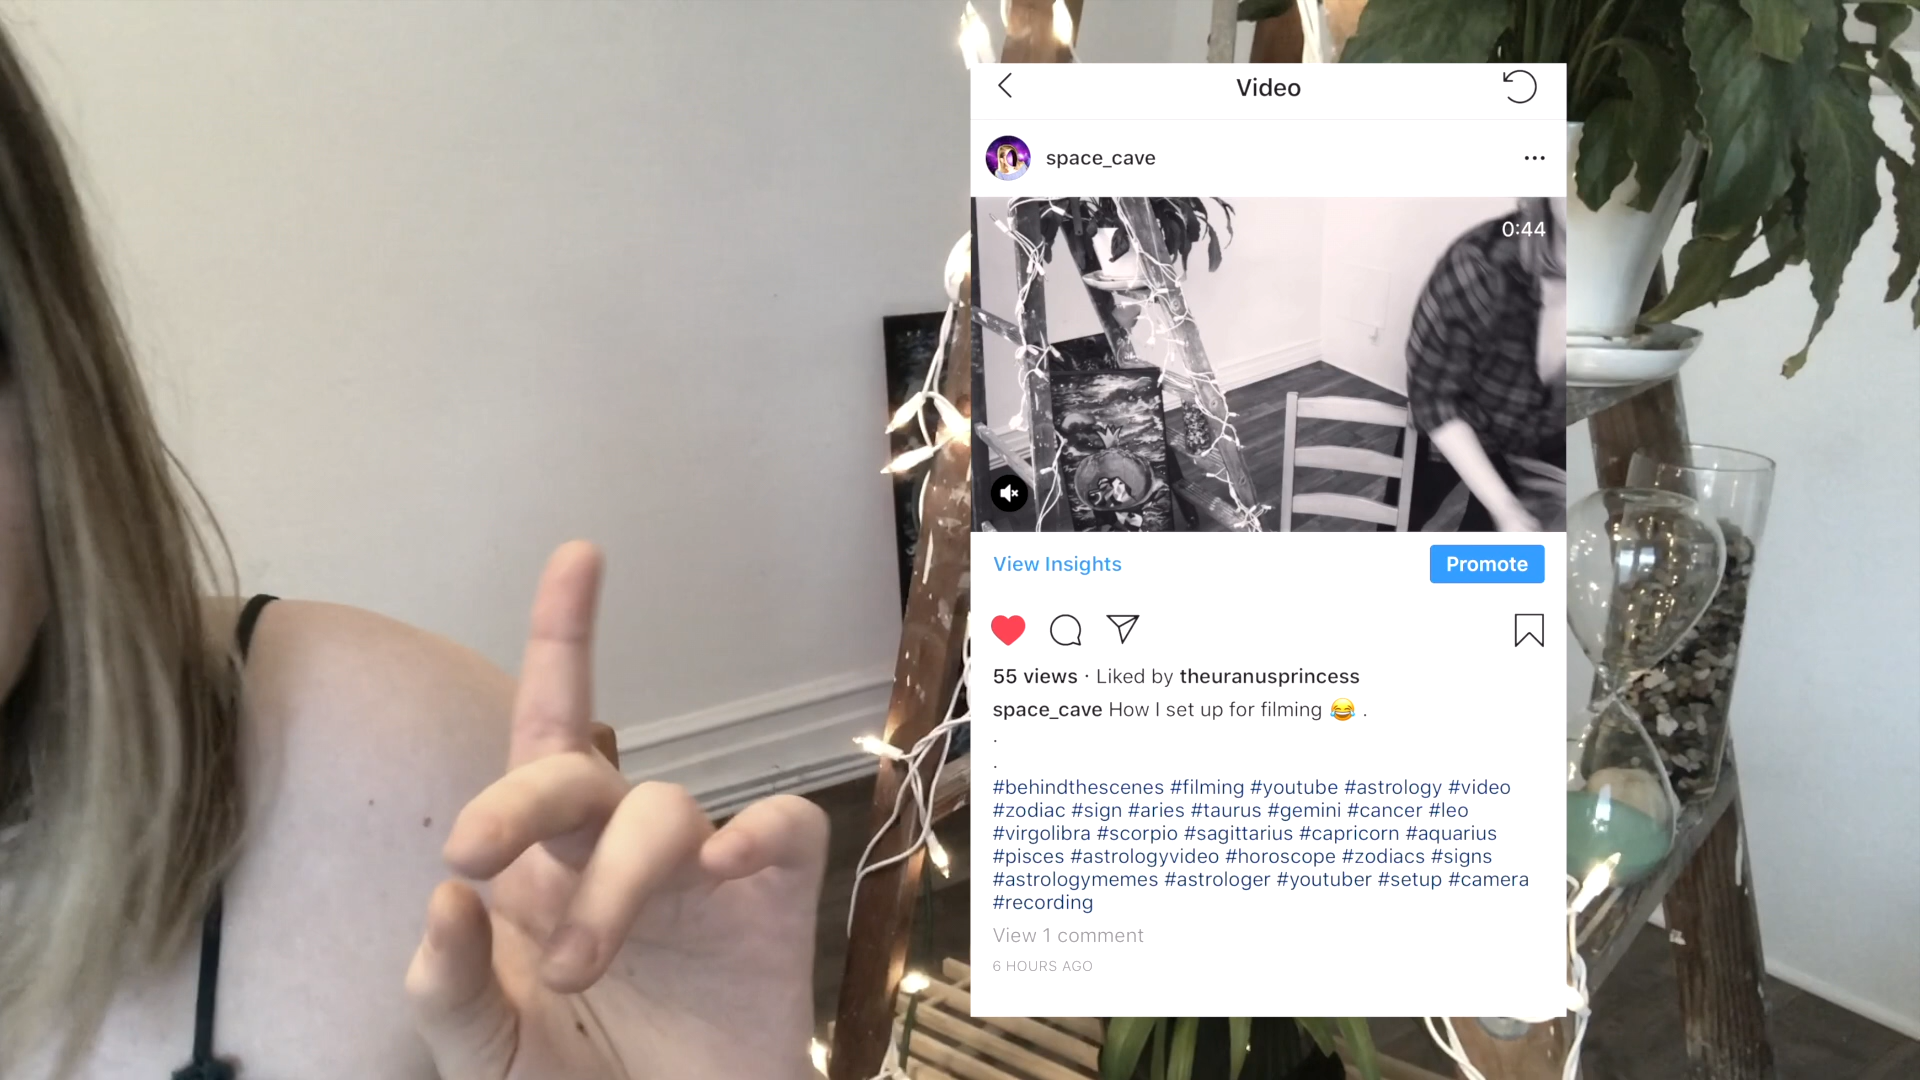 Video
space_cave
0:44
View Insights
Promote
55 views · Liked by theuranusprincess
space_cave How I set up for filming 😂 .
.
.
#behindthescenes #filming #youtube #astrology #video
#zodiac #sign #aries #taurus #gemini #cancer #leo
#virgolibra #scorpio #sagittarius #capricorn #aquarius
#pisces #astrologyvideo #horoscope #zodiacs #signs
#astrologymemes #astrologer #youtuber #setup #camera
#recording
View 1 comment
6 HOURS AGO